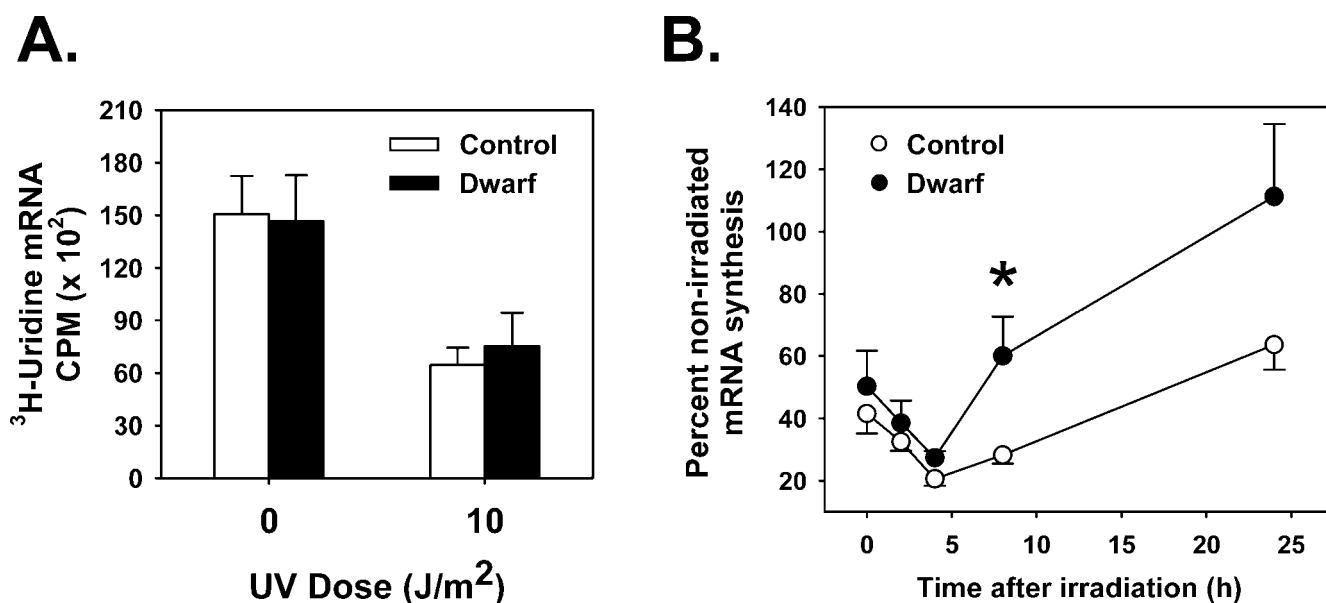 A.
³H-Uridine mRNA
CPM (x 10²)
210
180
150
120
90
60
30
0
Control
Dwarf
0
10
UV Dose (J/m²)
B.
Percent non-irradiated
mRNA synthesis
140
120
100
80
60
40
20
Control
Dwarf
*
0
5
10
15
20
25
Time after irradiation (h)